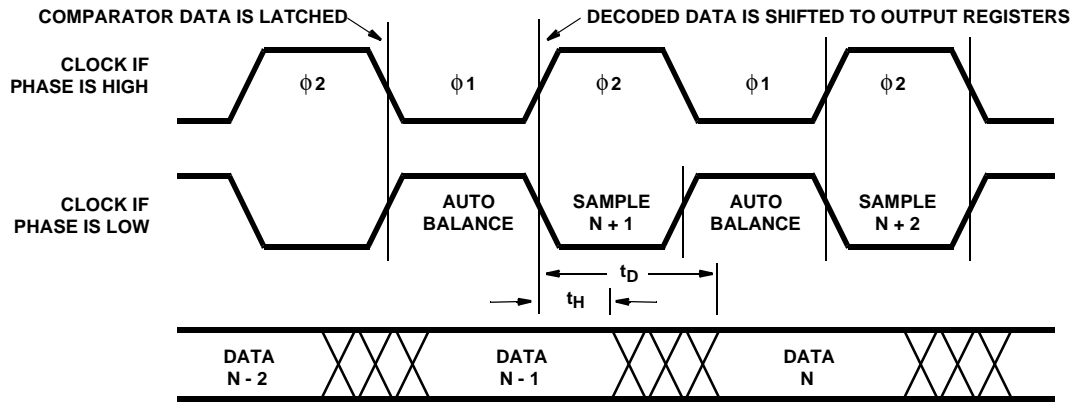 COMPARATOR DATA IS LATCHED
DECODED DATA IS SHIFTED TO OUTPUT REGISTERS
CLOCK IF
PHASE IS HIGH
ϕ2
ϕ1
ϕ2
ϕ1
ϕ2
CLOCK IF
PHASE IS LOW
AUTO
BALANCE
SAMPLE
N + 1
AUTO
BALANCE
SAMPLE
N + 2
tD
tH
DATA
N - 2
DATA
N - 1
DATA
N